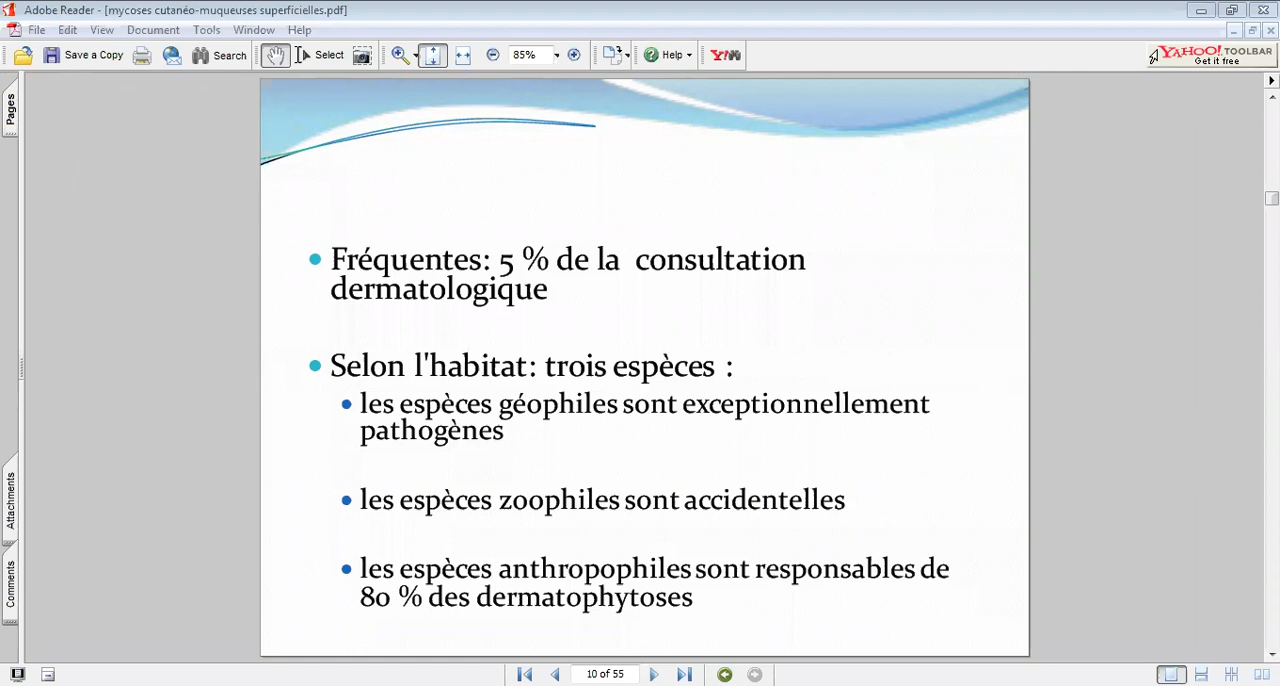 Adobe Reader - [mycoses cutanéo-muqueuses superficielles.pdf]
File Edit View Document Tools Window Help
Save a Copy Search Select 85% Help Y! YAHOO! TOOLBAR
Get it free
Pages
• Fréquentes: 5 % de la consultation
dermatologique
• Selon l'habitat: trois espèces :
• les espèces géophiles sont exceptionnellement
pathogènes
• les espèces zoophiles sont accidentelles
• les espèces anthropophiles sont responsables de
80 % des dermatophytoses
Attachments
Comments
10 of 55